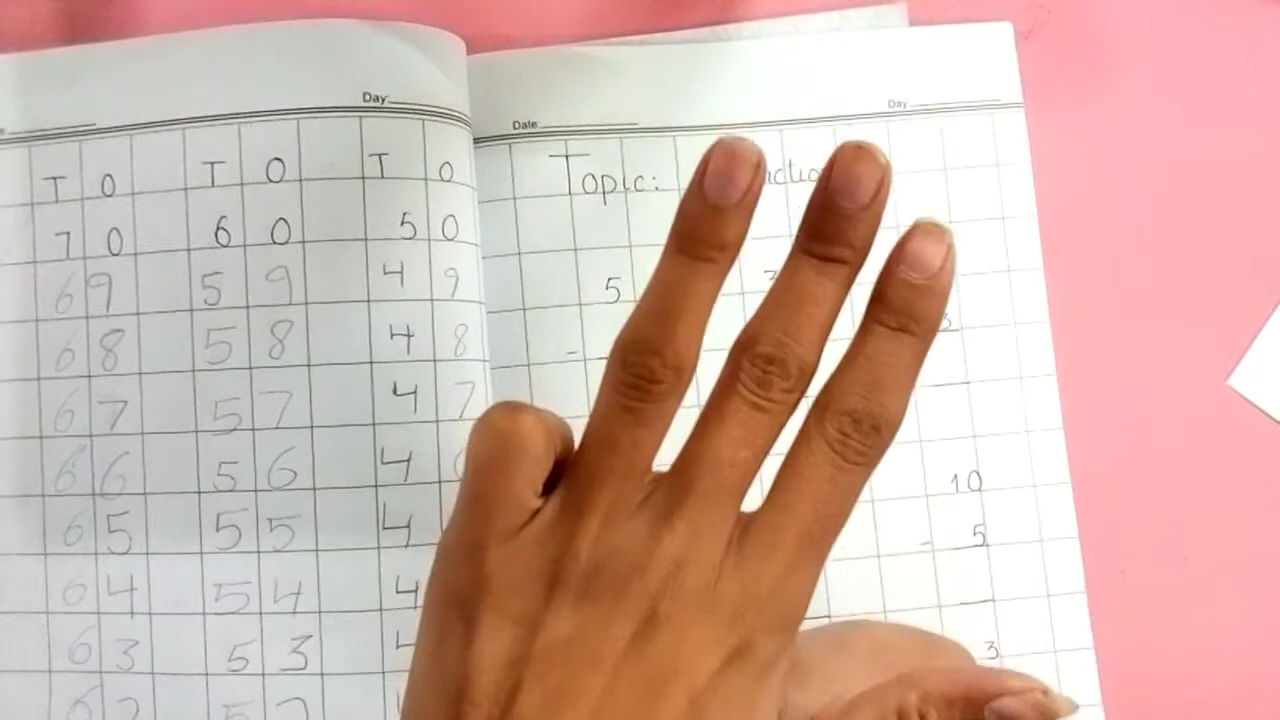 Day:
T O T O T O
7 0 6 0 5 0
6 9 5 9 4 9
6 8 5 8 4 8
6 7 5 7 4 7
6 6 5 6 4
6 5 5 5 4
6 4 5 4 4
6 3 5 3
Date: Day
Topic:
5
-
10
- 5
3